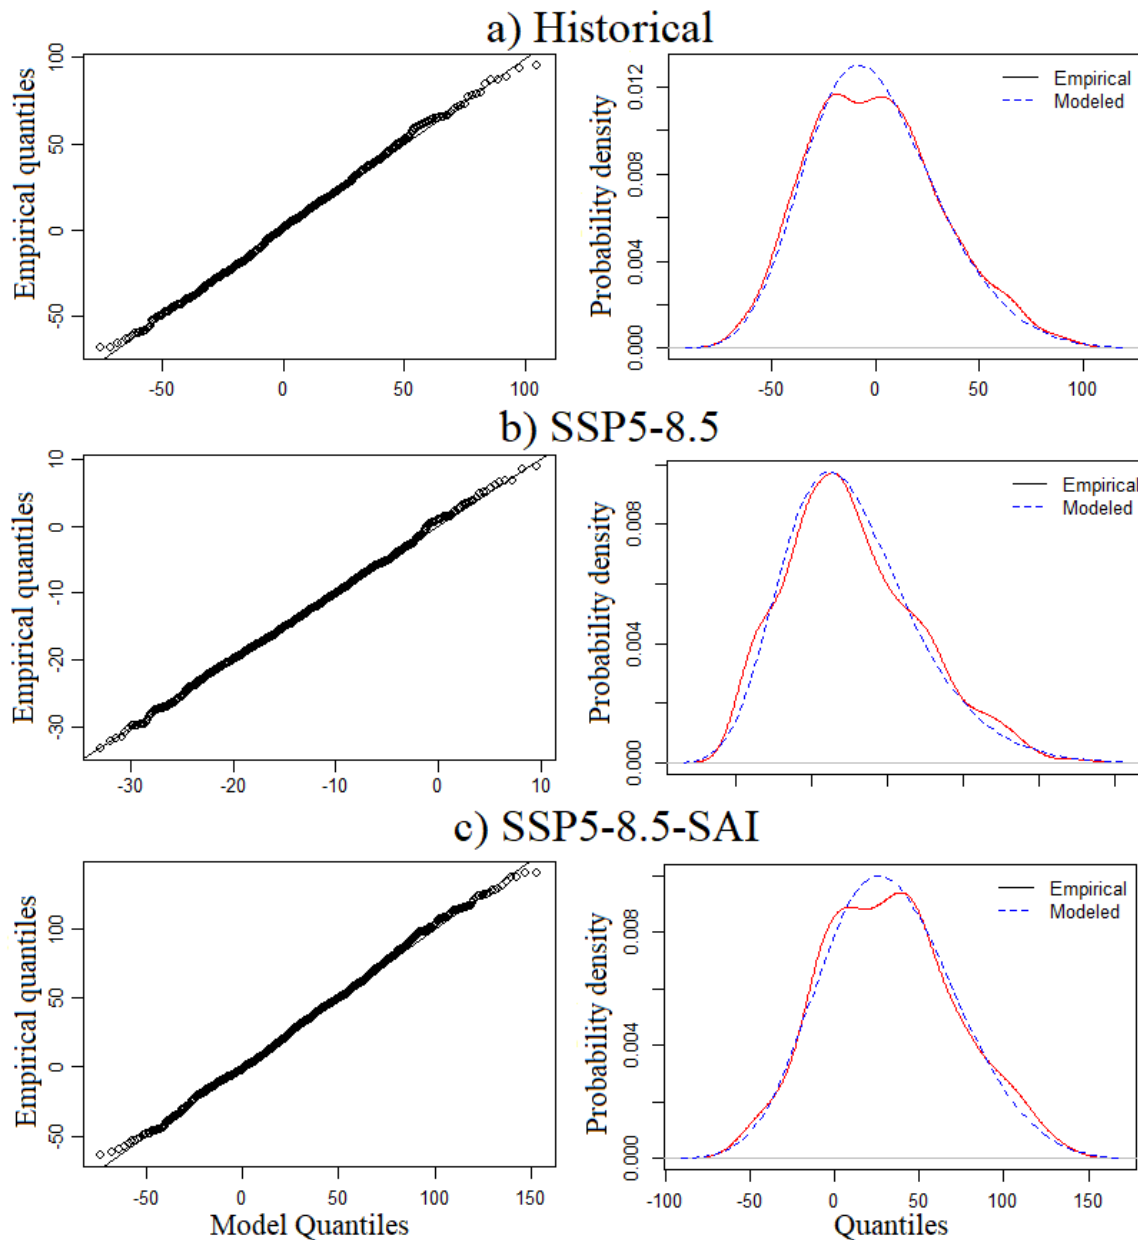 a) Historical
Empirical quantiles
100
50
0
-50
-50
0
50
100
Probability density
0.012
0.008
0.004
0.000
Empirical
Modeled
-50
0
50
100
b) SSP5-8.5
Empirical quantiles
10
0
-10
-20
-30
-30
-20
-10
0
10
Probability density
0.008
0.004
0.000
Empirical
Modeled
c) SSP5-8.5-SAI
Empirical quantiles
100
50
0
-50
-50
0
50
100
150
Model Quantiles
Probability density
0.008
0.004
0.000
Empirical
Modeled
-100
-50
0
50
100
150
Quantiles